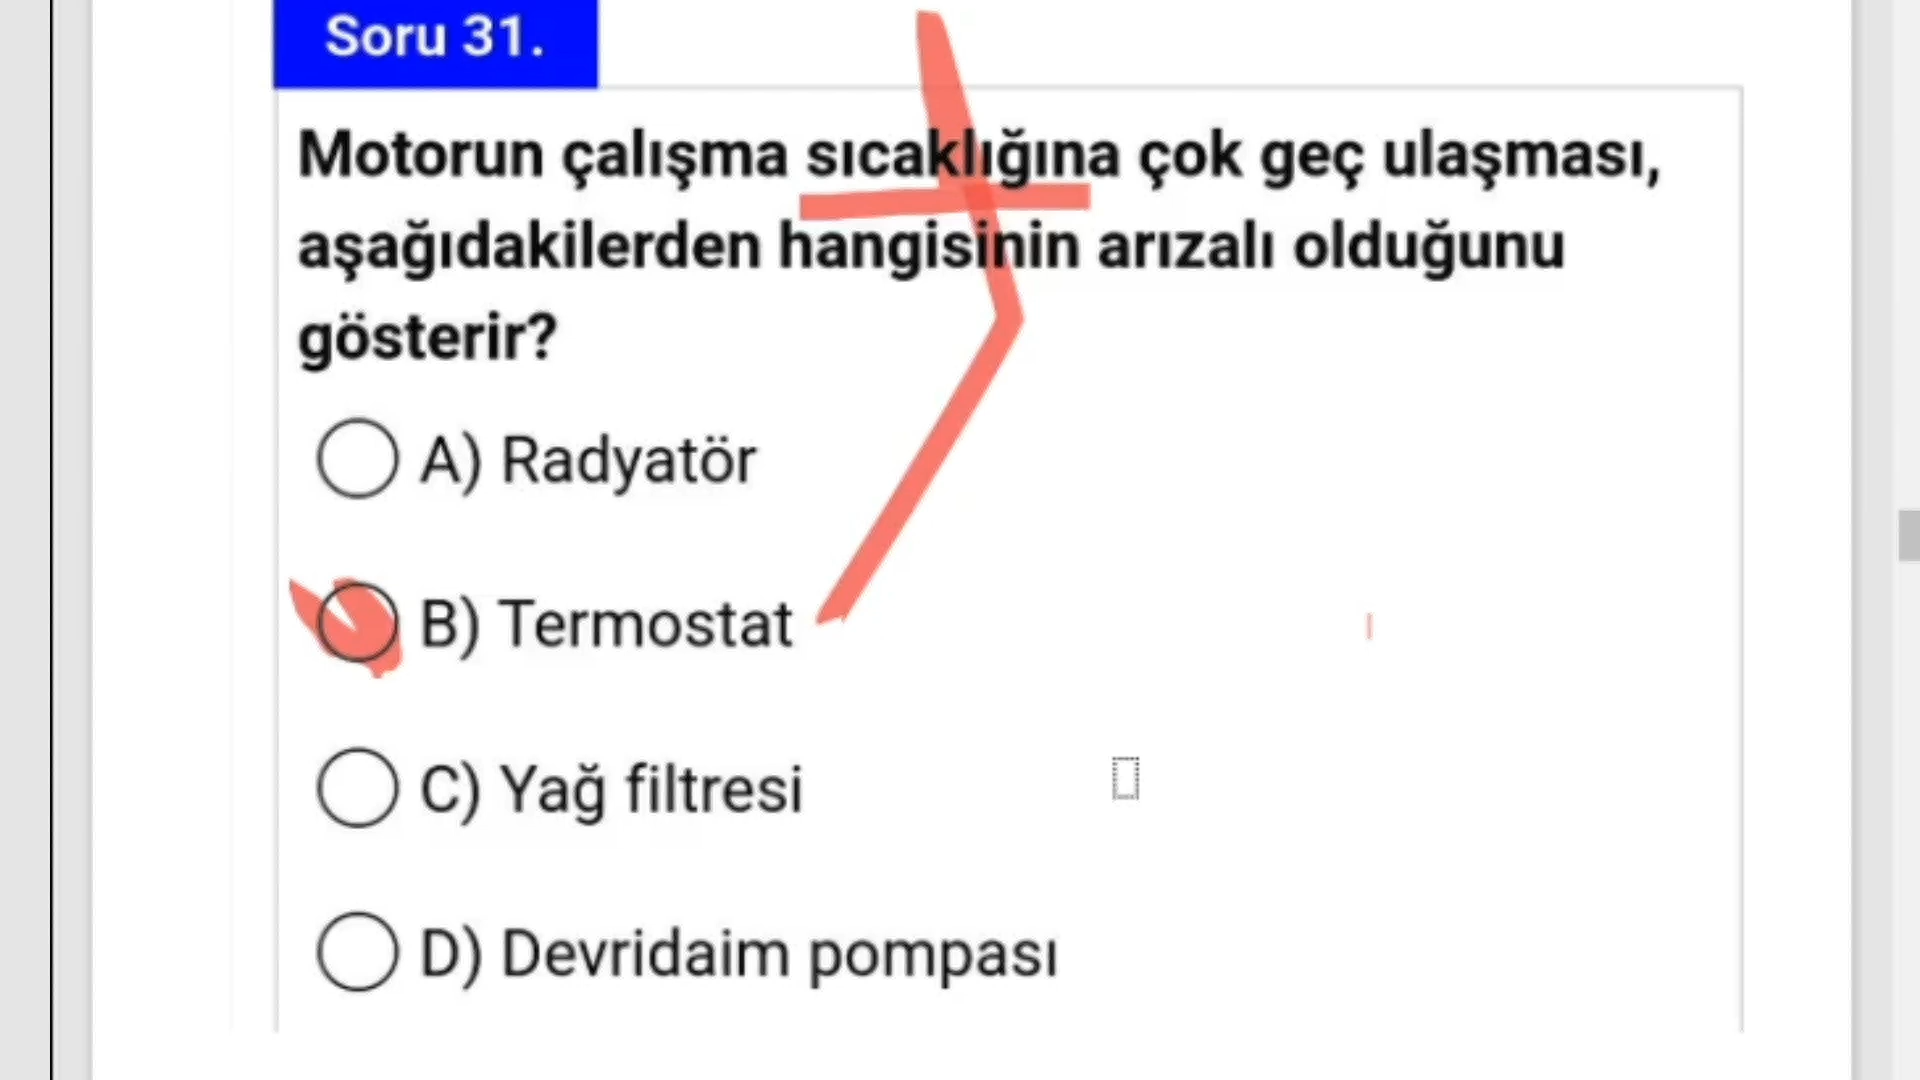 Soru 31.
Motorun çalışma sıcaklığına çok geç ulaşması,
aşağıdakilerden hangisinin arızalı olduğunu
gösterir?
A) Radyatör
B) Termostat
C) Yağ filtresi
D) Devridaim pompası